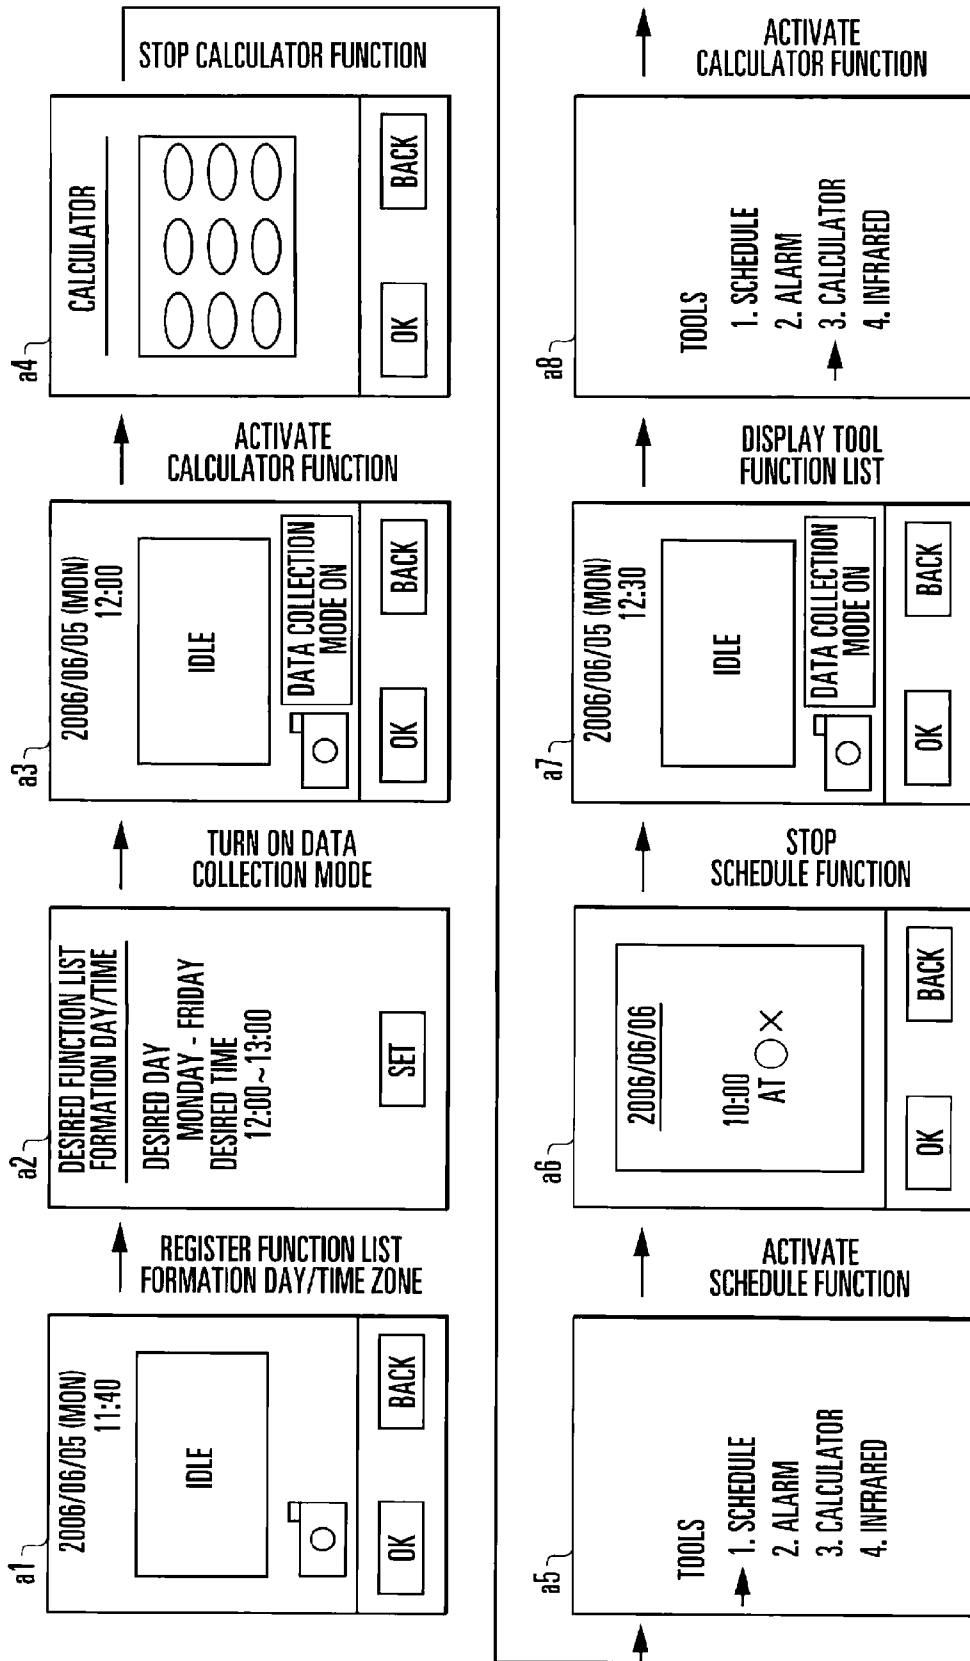 a1
2006/06/05 (MON)
11:40
IDLE
OK
BACK
REGISTER FUNCTION LIST
FORMATION DAY/TIME ZONE
a2
DESIRED FUNCTION LIST
FORMATION DAY/TIME
DESIRED DAY
MONDAY - FRIDAY
DESIRED TIME
12:00~13:00
SET
TURN ON DATA
COLLECTION MODE
a3
2006/06/05 (MON)
12:00
IDLE
DATA COLLECTION
MODE ON
OK
BACK
ACTIVATE
CALCULATOR FUNCTION
a4
CALCULATOR
OK
BACK
STOP CALCULATOR FUNCTION
a5
TOOLS
1. SCHEDULE
2. ALARM
3. CALCULATOR
4. INFRARED
ACTIVATE
SCHEDULE FUNCTION
a6
2006/06/06
10:00
AT ○×
OK
BACK
STOP
SCHEDULE FUNCTION
a7
2006/06/05 (MON)
12:30
IDLE
DATA COLLECTION
MODE ON
OK
BACK
DISPLAY TOOL
FUNCTION LIST
a8
TOOLS
1. SCHEDULE
2. ALARM
3. CALCULATOR
4. INFRARED
ACTIVATE
CALCULATOR FUNCTION